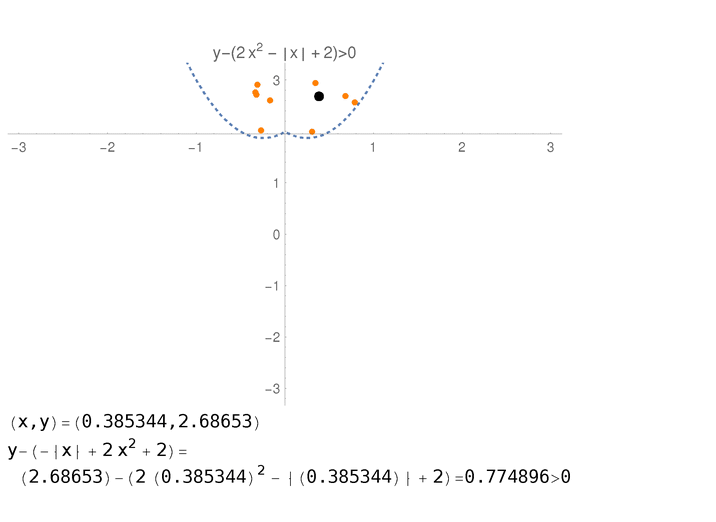 y−(2 x² − |x| + 2)>0
3
−3 −2 −1 1 2 3
1
0
−1
−2
−3
(x,y)=(0.385344,2.68653)
y−(−|x| + 2 x² + 2)=
(2.68653)−(2 (0.385344)² − |(0.385344)| + 2)=0.774896>0